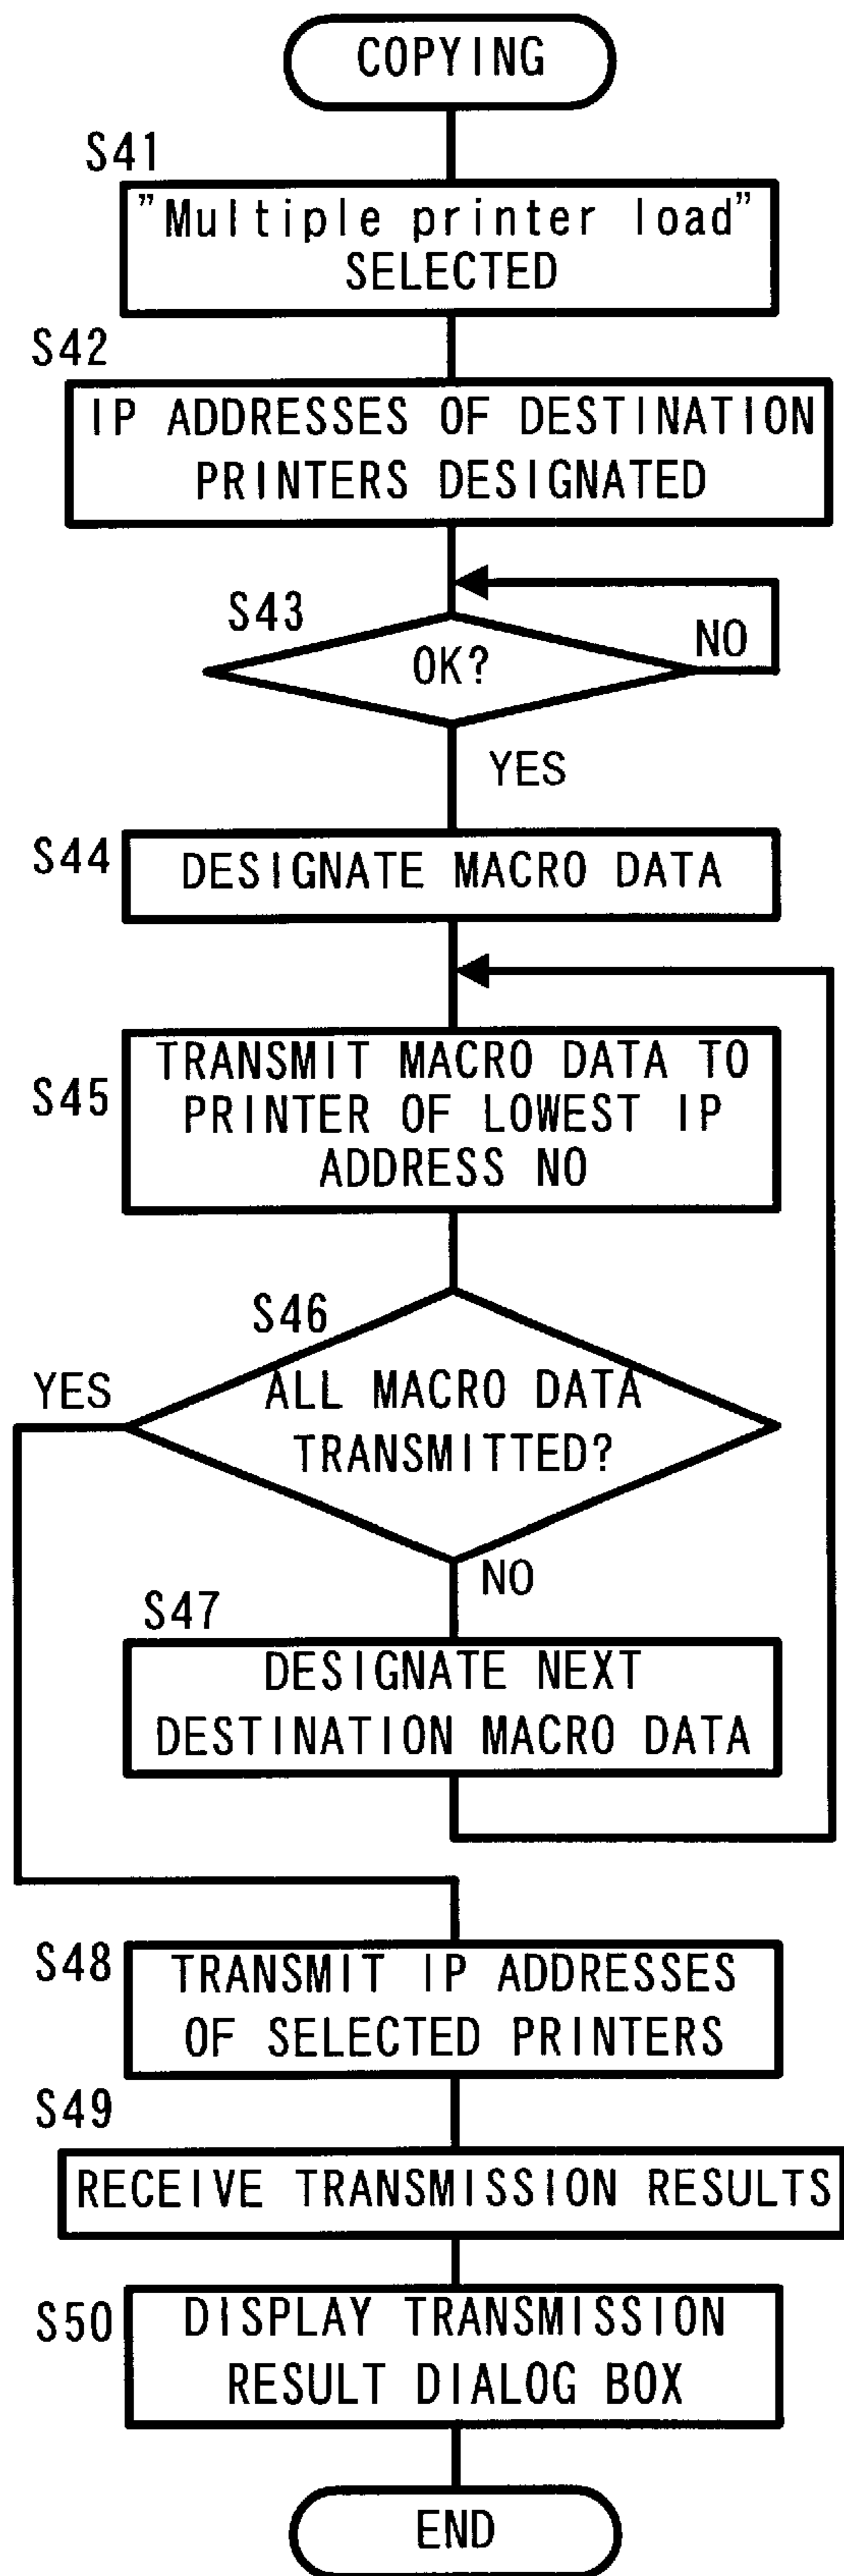 COPYING
S41
"Multiple printer load"
SELECTED
S42
IP ADDRESSES OF DESTINATION
PRINTERS DESIGNATED
S43
OK?
NO
YES
S44
DESIGNATE MACRO DATA
S45
TRANSMIT MACRO DATA TO
PRINTER OF LOWEST IP
ADDRESS NO
S46
YES
ALL MACRO DATA
TRANSMITTED?
NO
S47
DESIGNATE NEXT
DESTINATION MACRO DATA
S48
TRANSMIT IP ADDRESSES
OF SELECTED PRINTERS
S49
RECEIVE TRANSMISSION RESULTS
S50
DISPLAY TRANSMISSION
RESULT DIALOG BOX
END